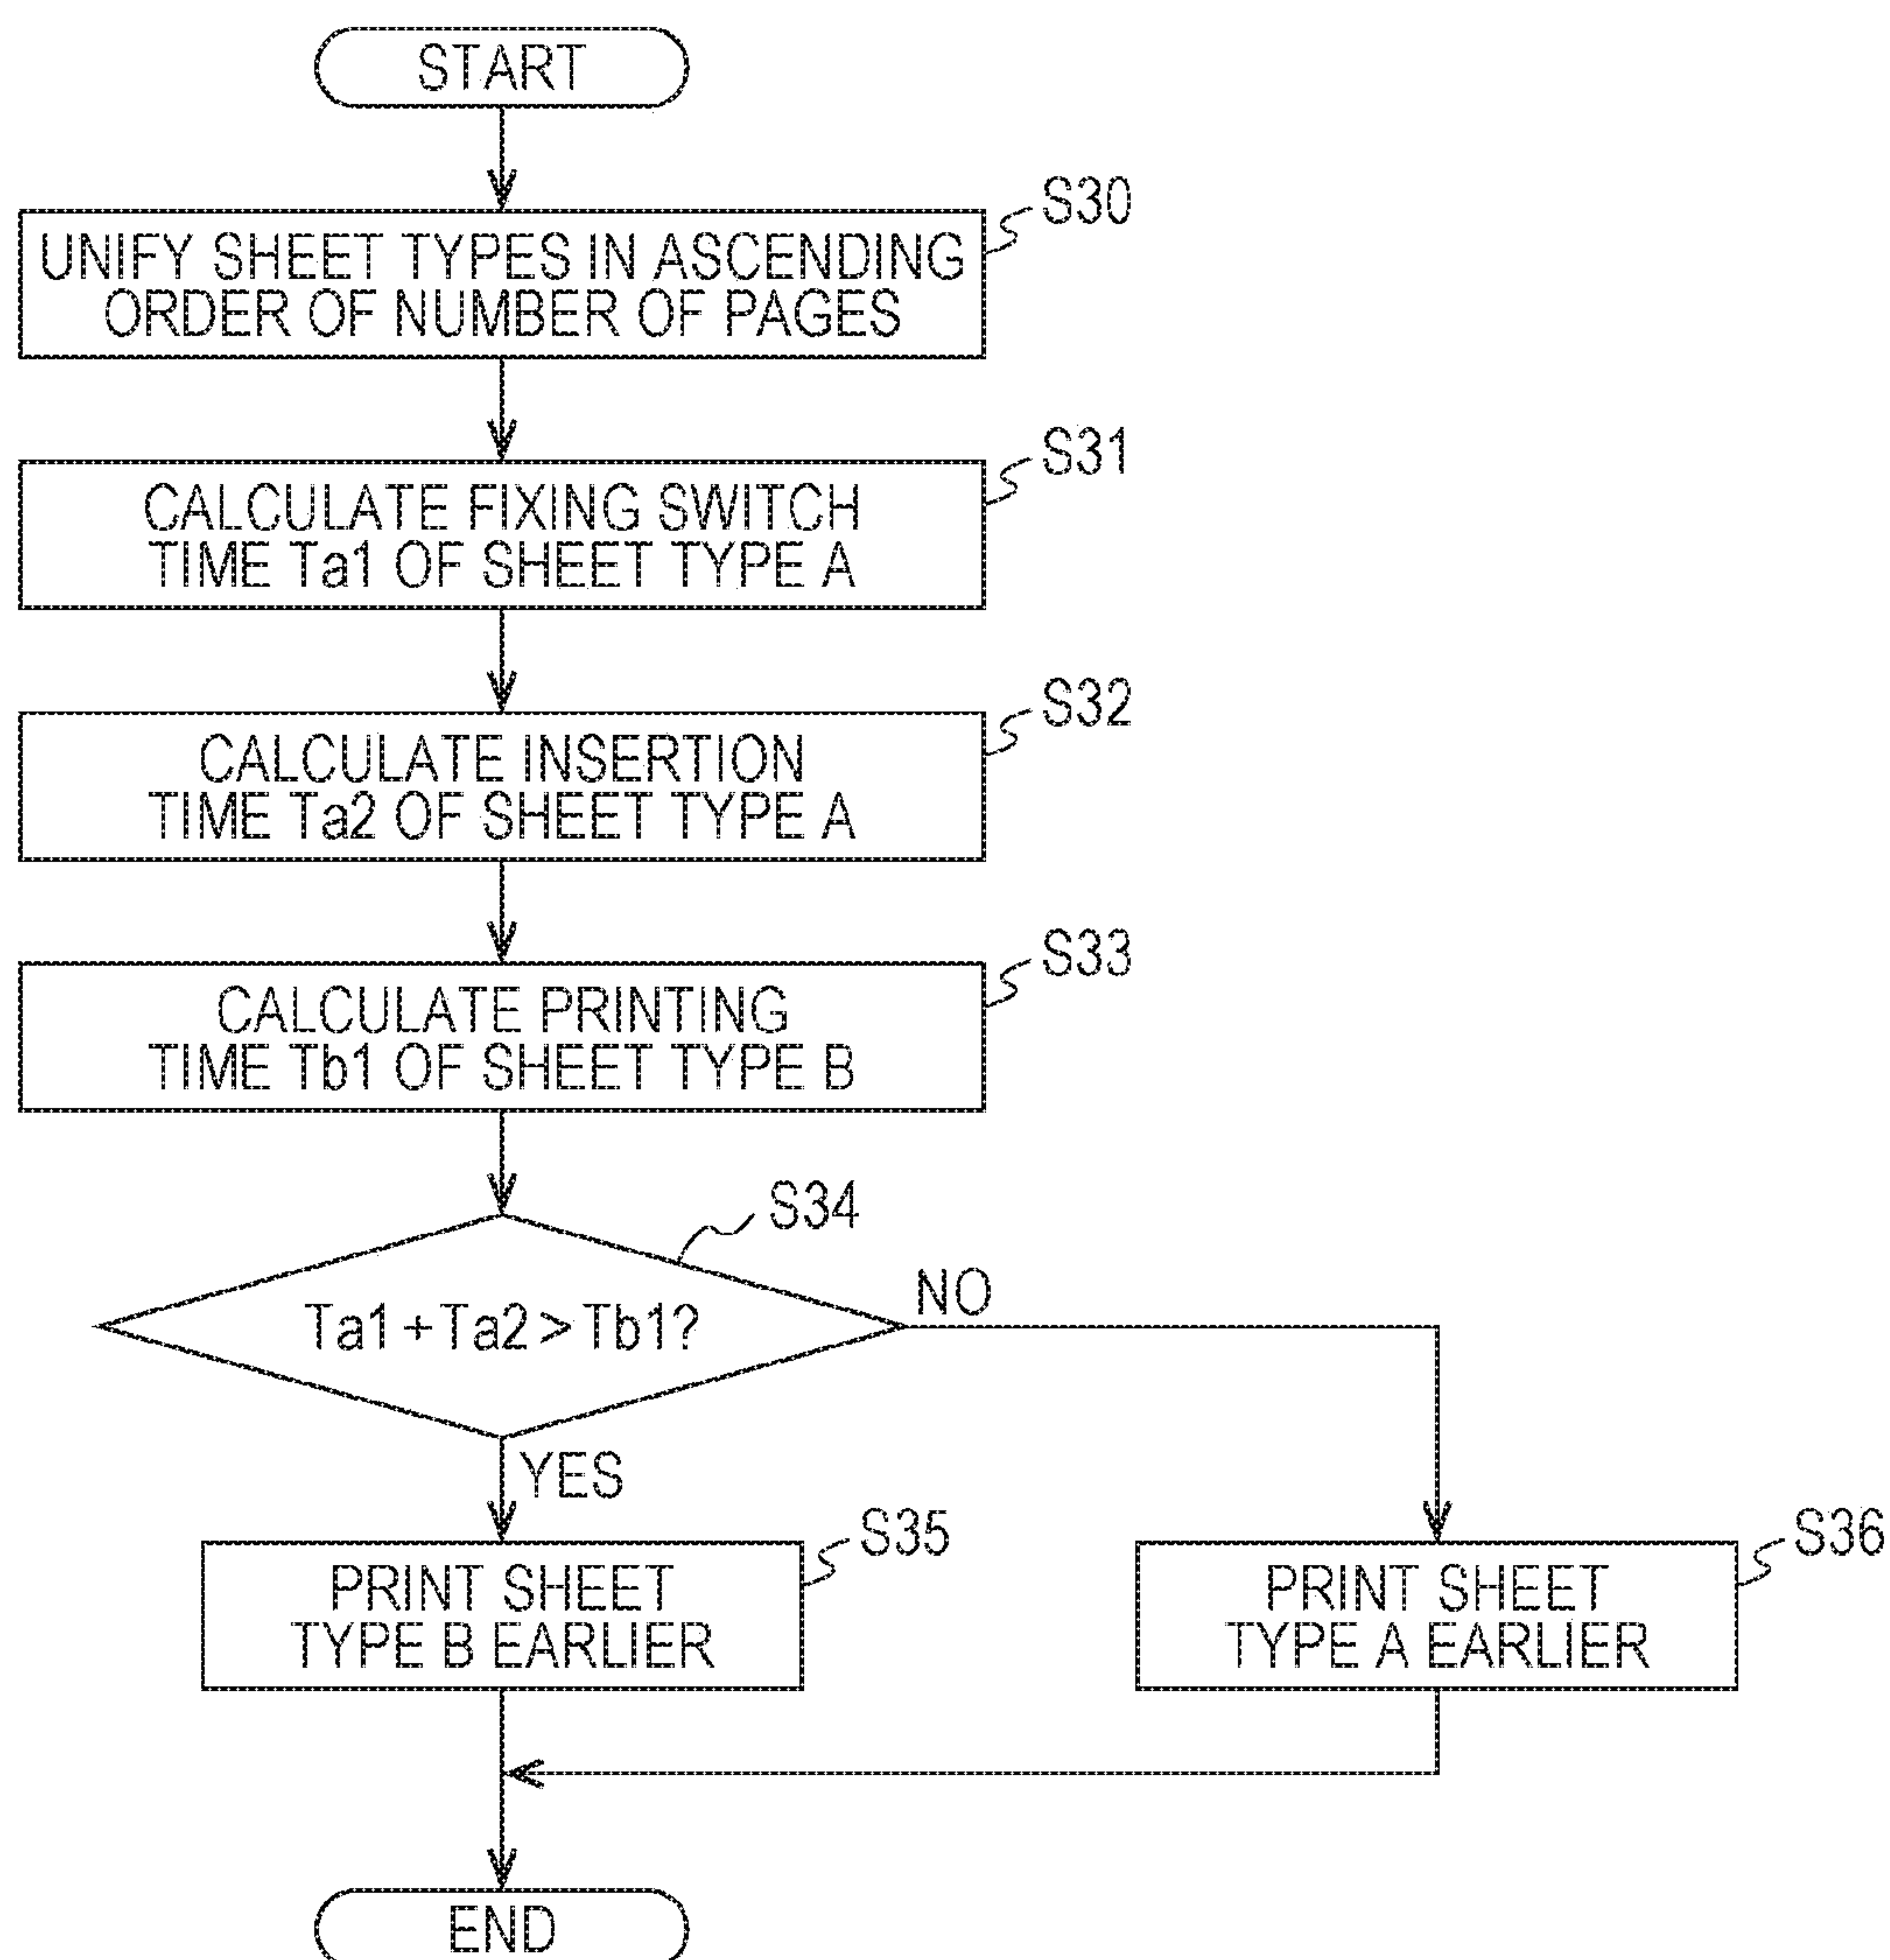 START
S30
UNIFY SHEET TYPES IN ASCENDING
ORDER OF NUMBER OF PAGES
S31
CALCULATE FIXING SWITCH
TIME Ta1 OF SHEET TYPE A
S32
CALCULATE INSERTION
TIME Ta2 OF SHEET TYPE A
S33
CALCULATE PRINTING
TIME Tb1 OF SHEET TYPE B
S34
Ta1+Ta2>Tb1?
NO
YES
S35
PRINT SHEET
TYPE B EARLIER
S36
PRINT SHEET
TYPE A EARLIER
END